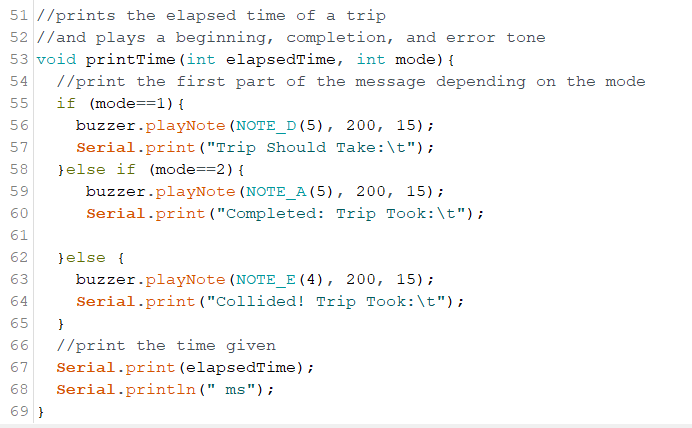 51 //prints the elapsed time of a trip
52 //and plays a beginning, completion, and error tone
53 void printTime(int elapsedTime, int mode){
54   //print the first part of the message depending on the mode
55   if (mode==1){
56     buzzer.playNote(NOTE_D(5), 200, 15);
57     Serial.print("Trip Should Take:\t");
58   }else if (mode==2){
59      buzzer.playNote(NOTE_A(5), 200, 15);
60      Serial.print("Completed: Trip Took:\t");
61
62   }else {
63     buzzer.playNote(NOTE_E(4), 200, 15);
64     Serial.print("Collided! Trip Took:\t");
65   }
66   //print the time given
67   Serial.print(elapsedTime);
68   Serial.println(" ms");
69 }